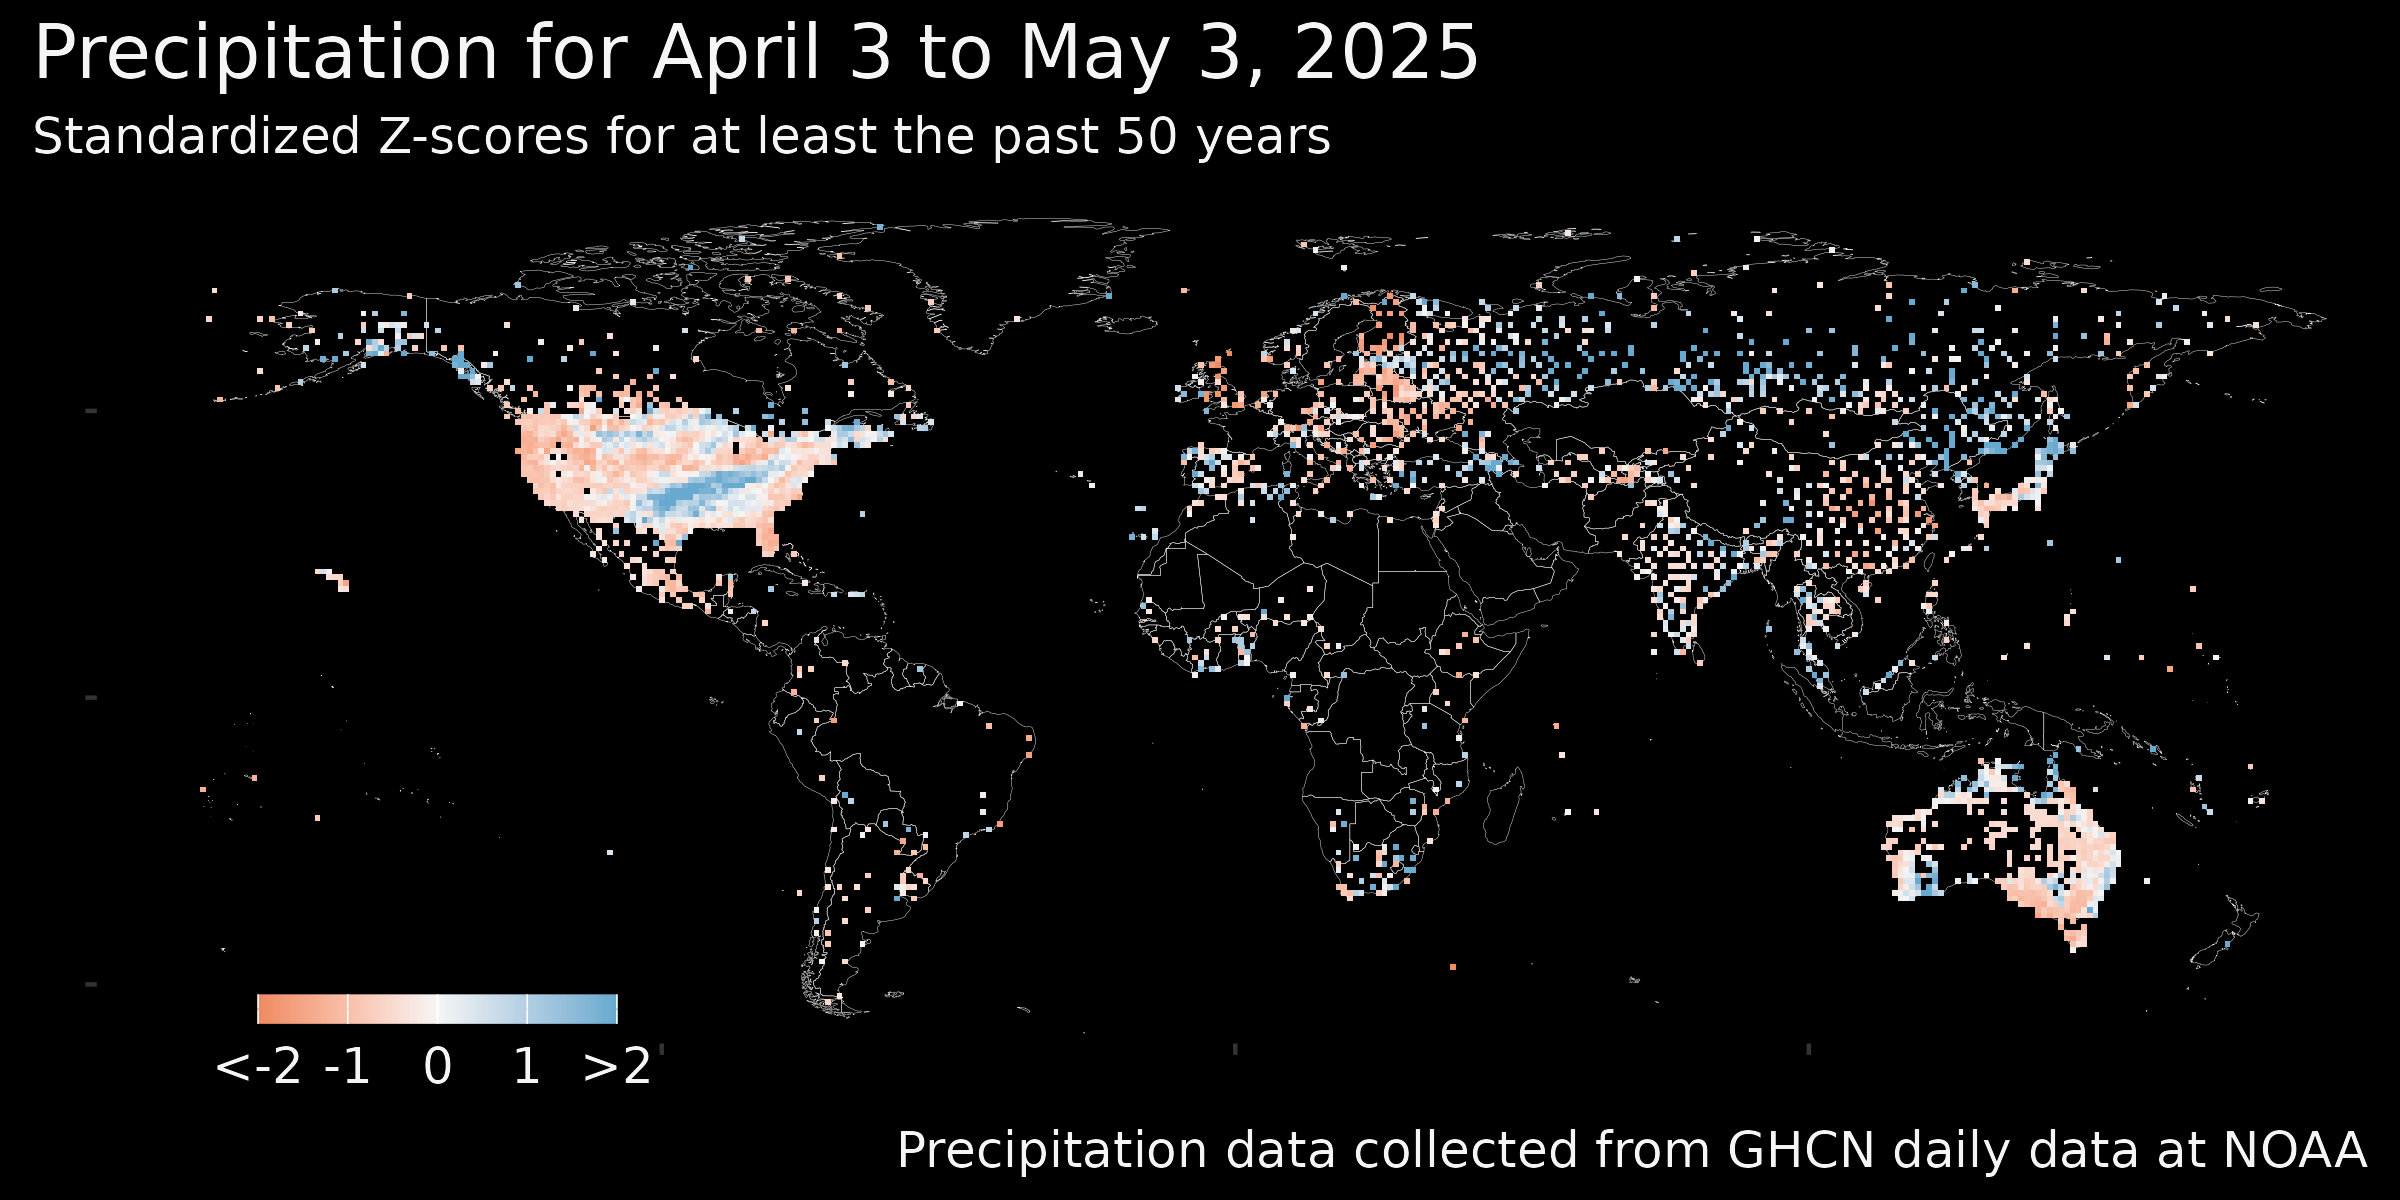 Precipitation for April 3 to May 3, 2025
Standardized Z-scores for at least the past 50 years
<-2 -1 0 1 >2
Precipitation data collected from GHCN daily data at NOAA